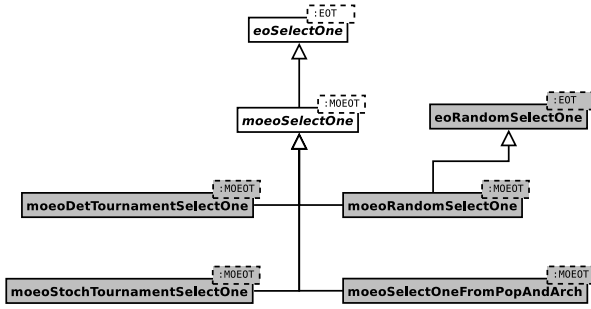 :EOT
eoSelectOne
:MOEOT
moeoSelectOne
:EOT
eoRandomSelectOne
:MOEOT
moeoDetTournamentSelectOne
:MOEOT
moeoRandomSelectOne
:MOEOT
moeoStochTournamentSelectOne
:MOEOT
moeoSelectOneFromPopAndArch